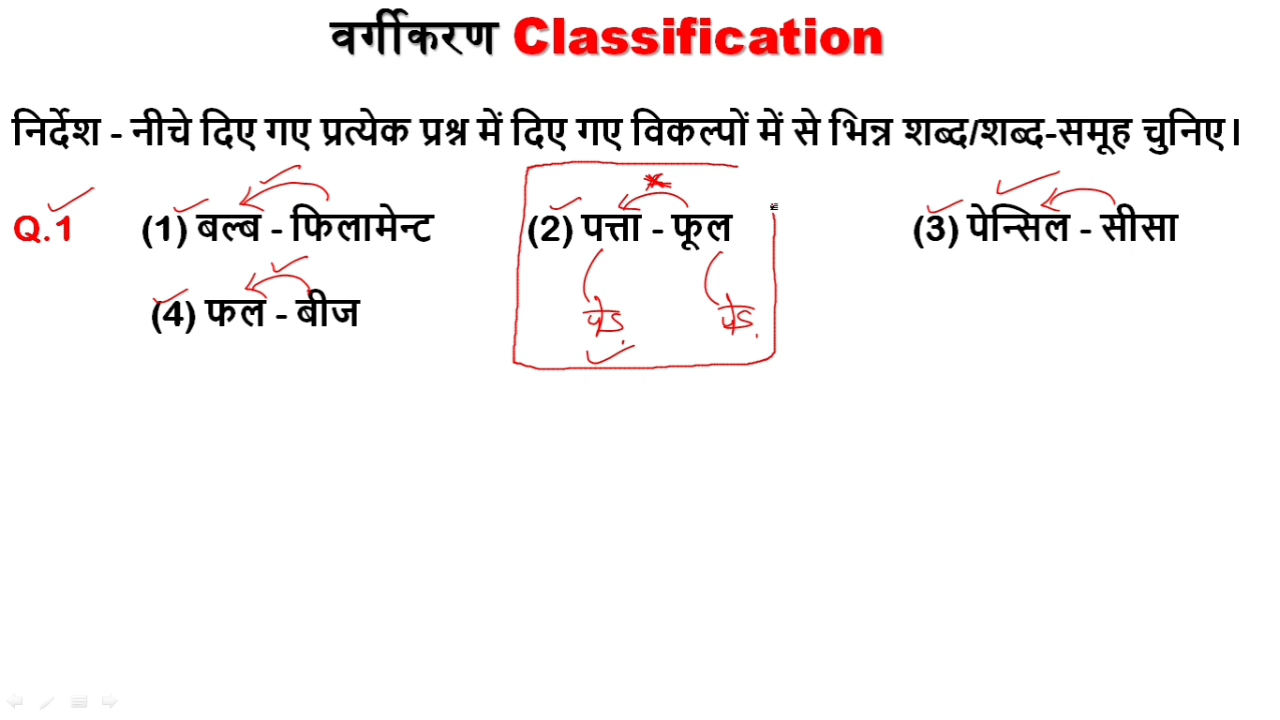 वर्गीकरण Classification
निर्देश - नीचे दिए गए प्रत्येक प्रश्न में दिए गए विकल्पों में से भिन्न शब्द/शब्द-समूह चुनिए।
Q.1 (1) बल्ब - फिलामेन्ट (2) पत्ता - फूल (3) पेन्सिल - सीसा
(4) फल - बीज
पेड़ पेड़